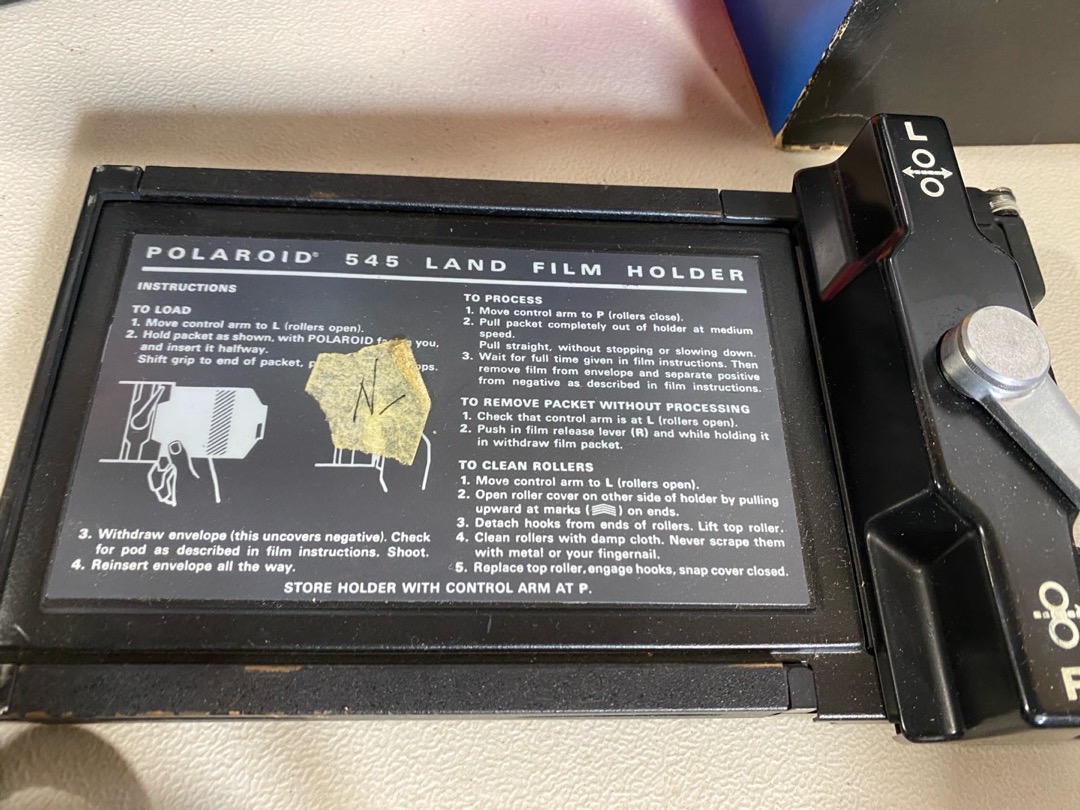 POLAROID® 545 LAND FILM HOLDER
INSTRUCTIONS
TO LOAD
1. Move control arm to L (rollers open).
2. Hold packet as shown, with POLAROID you,
and insert it halfway.
Shift grip to end of packet,
3. Withdraw envelope (this uncovers negative). Check
for pod as described in film instructions. Shoot.
4. Reinsert envelope all the way.
TO PROCESS
1. Move control arm to P (rollers close).
2. Pull packet completely out of holder at medium
speed.
Pull straight, without stopping or slowing down.
3. Wait for full time given in film instructions. Then
remove film from envelope and separate positive
from negative as described in film instructions.
TO REMOVE PACKET WITHOUT PROCESSING
1. Check that control arm is at L (rollers open).
2. Push in film release lever (R) and while holding it
in withdraw film packet.
TO CLEAN ROLLERS
1. Move control arm to L (rollers open).
2. Open roller cover on other side of holder by pulling
upward at marks ( ) on ends.
3. Detach hooks from ends of rollers. Lift top roller.
4. Clean rollers with damp cloth. Never scrape them
with metal or your fingernail.
5. Replace top roller, engage hooks, snap cover closed.
STORE HOLDER WITH CONTROL ARM AT P.
L